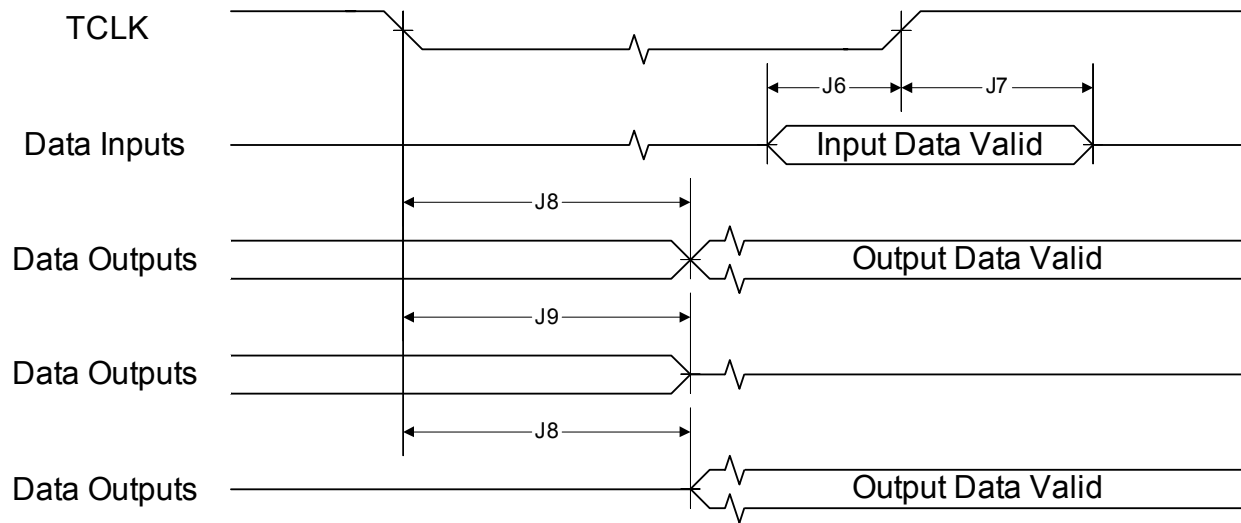 TCLK
J6
J7
Data Inputs
Input Data Valid
J8
Data Outputs
Output Data Valid
J9
Data Outputs
J8
Data Outputs
Output Data Valid